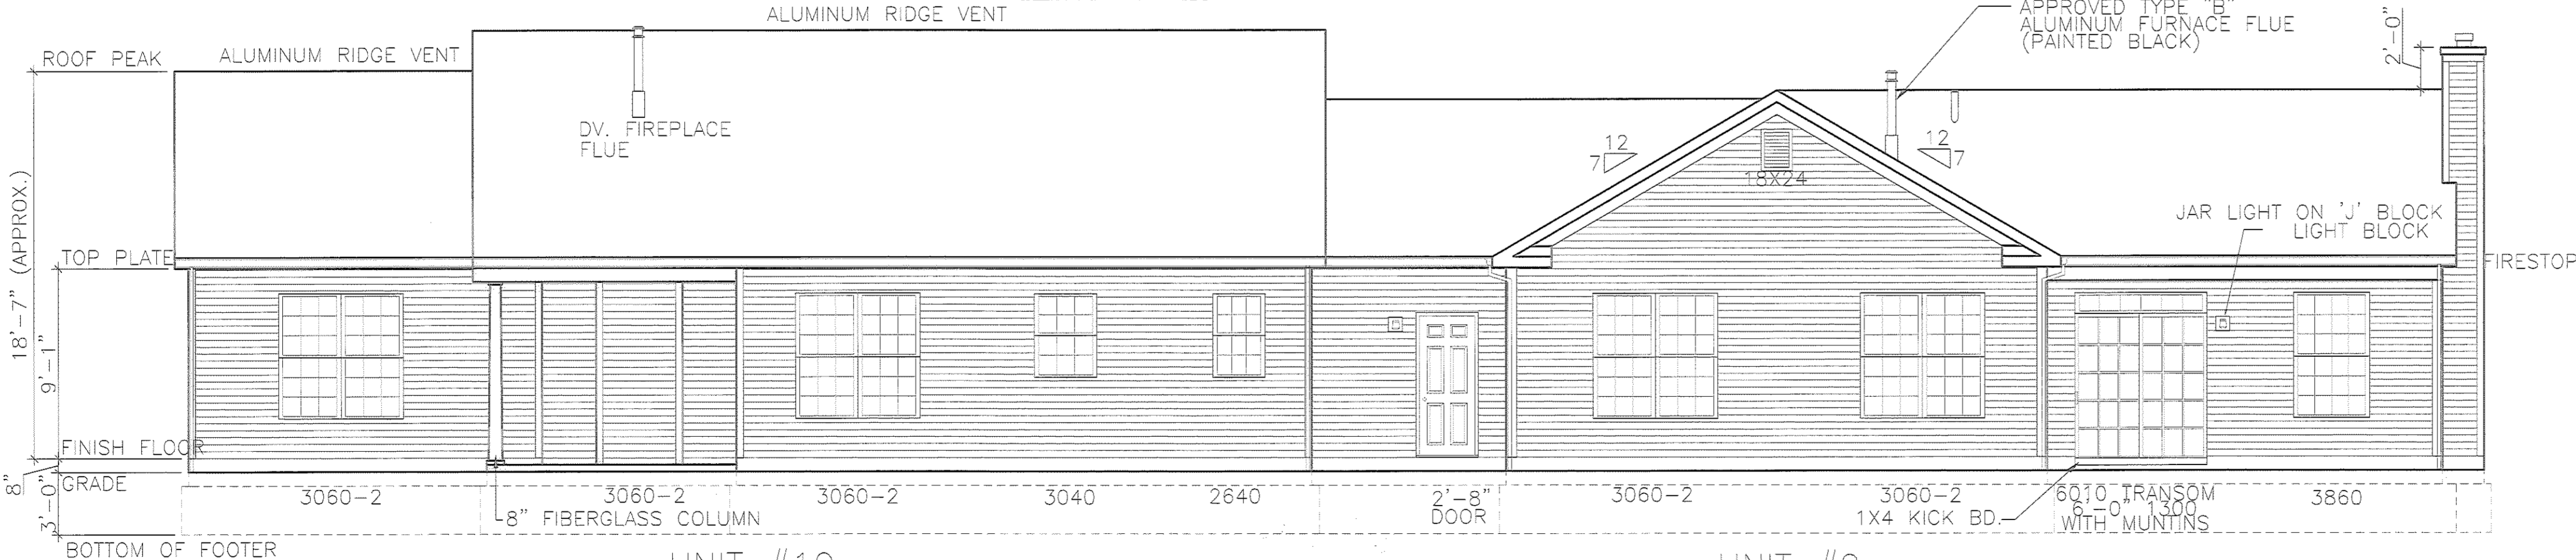 ALUMINUM RIDGE VENT
APPROVED TYPE "B"
ALUMINUM FURNACE FLUE
(PAINTED BLACK)
2'-0"
ROOF PEAK
ALUMINUM RIDGE VENT
DV. FIREPLACE
FLUE
12
7
12
7
18X24
18'-7" (APPROX.)
JAR LIGHT ON 'J' BLOCK
LIGHT BLOCK
TOP PLATE
FIRESTOP
9'-1"
FINISH FLOOR
8"
GRADE
3'-0"
3060-2
3060-2
3060-2
3040
2640
2'-8"
DOOR
3060-2
3060-2
6010 TRANSOM
6'-0" 1300
WITH MUNTINS
3860
8" FIBERGLASS COLUMN
1X4 KICK BD.
BOTTOM OF FOOTER